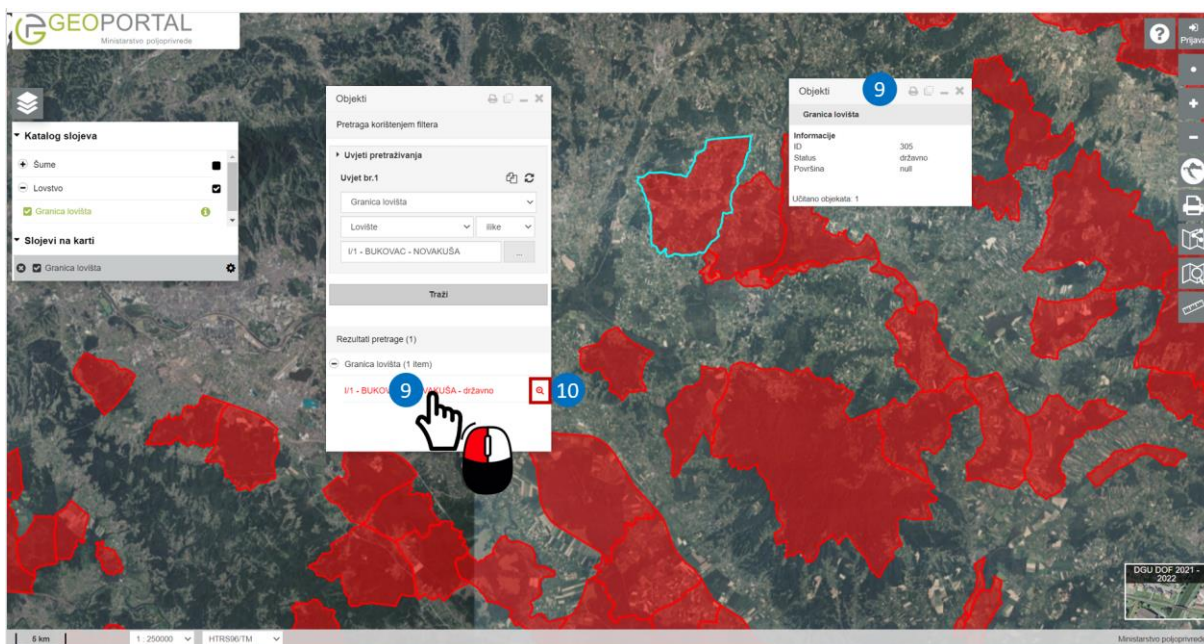 GEOPORTAL
Ministarstvo poljoprivrede
Prijava
Katalog slojeva
Šume
Lovstvo
Granica lovišta
Slojevi na karti
Granica lovišta
Objekti
Pretraga korištenjem filtera
Uvjeti pretraživanja
Uvjet br.1
Granica lovišta
Lovište ilike
I/1 - BUKOVAC - NOVAKUŠA ...
Traži
Rezultati pretrage (1)
Granica lovišta (1 item)
I/1 - BUKOV 9 VAKUŠA - državno 10
Objekti 9
Granica lovišta
Informacije
ID 305
Status državno
Površina null
Učitano objekata: 1
DGU DOF 2021 -
2022
5 km 1 : 250000 HTRS96/TM Ministarstvo poljoprivrede